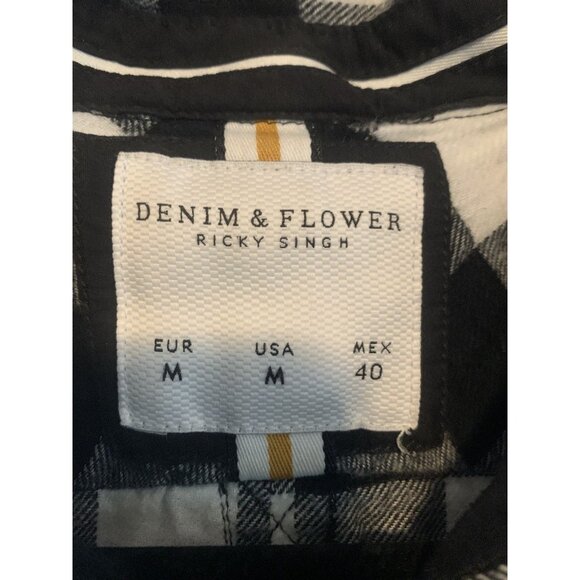 DENIM & FLOWER
RICKY SINGH
EUR USA MEX
M M 40